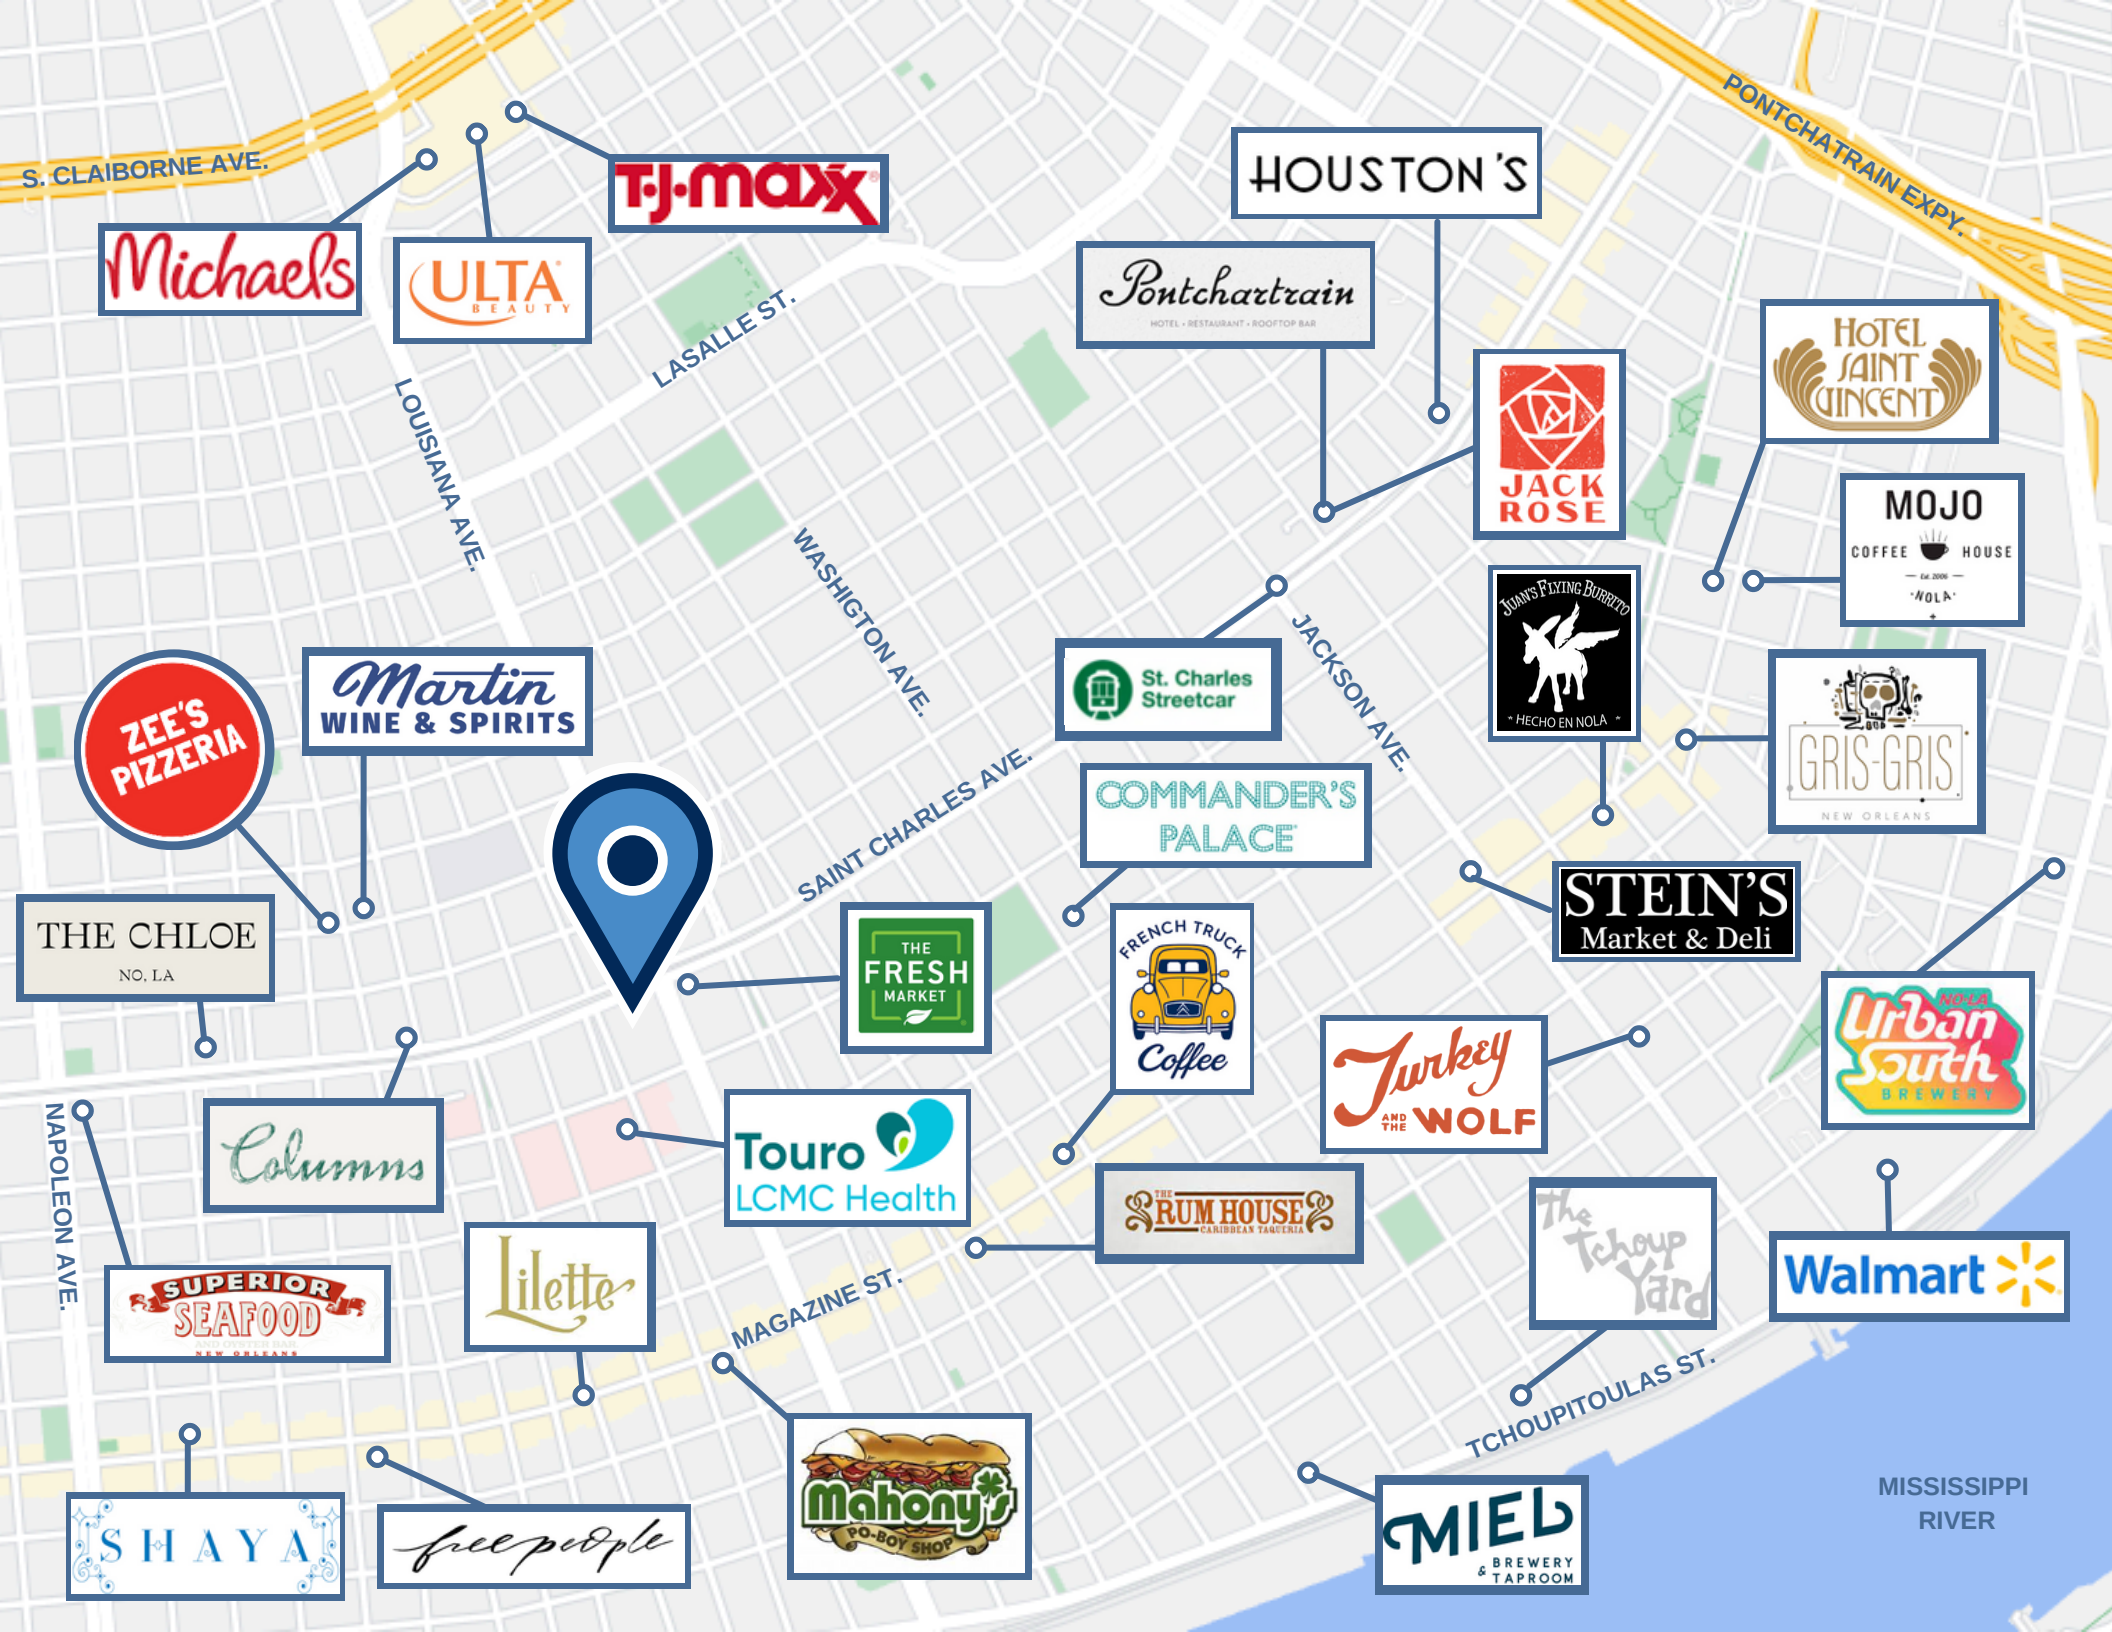 PONTCHATRAIN EXPY.
S. CLAIBORNE AVE.
T·J·maxx
HOUSTON'S
Michaels
ULTA
BEAUTY
Pontchartrain
HOTEL • RESTAURANT • ROOFTOP BAR
LASALLE ST.
HOTEL
SAINT
VINCENT
JACK
ROSE
LOUISIANA AVE.
MOJO
COFFEE HOUSE
Est. 2006
·NOLA·
WASHIGTON AVE.
JUAN'S FLYING BURRITO
" HECHO EN NOLA "
JACKSON AVE.
St. Charles
Streetcar
Martin
WINE & SPIRITS
ZEE'S
PIZZERIA
GRIS-GRIS
NEW ORLEANS
SAINT CHARLES AVE.
COMMANDER'S
PALACE
STEIN'S
Market & Deli
THE CHLOE
NO, LA
THE
FRESH
MARKET
FRENCH TRUCK
Coffee
NOLA
Urban
South
BREWERY
Turkey
AND THE WOLF
Columns
Touro
LCMC Health
NAPOLEON AVE.
THE
RUM HOUSE
CARIBBEAN TAQUERIA
The
Tchoup
Yard
Walmart
SUPERIOR
SEAFOOD
AND OYSTER BAR
NEW ORLEANS
Lilette
MAGAZINE ST.
TCHOUPITOULAS ST.
Mahony's
PO-BOY SHOP
MISSISSIPPI
RIVER
SHAYA
free people
MIEL
BREWERY
& TAPROOM